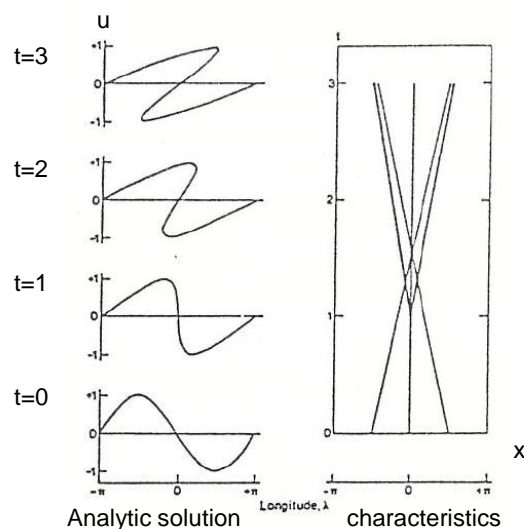 u
t=3
+1
0
-1
t=2
+1
0
-1
t=1
+1
0
-1
t=0
+1
0
-1
-π
0
+π
Longitude, λ
Analytic solution
t
3
2
1
0
x
-π
0
+π
characteristics